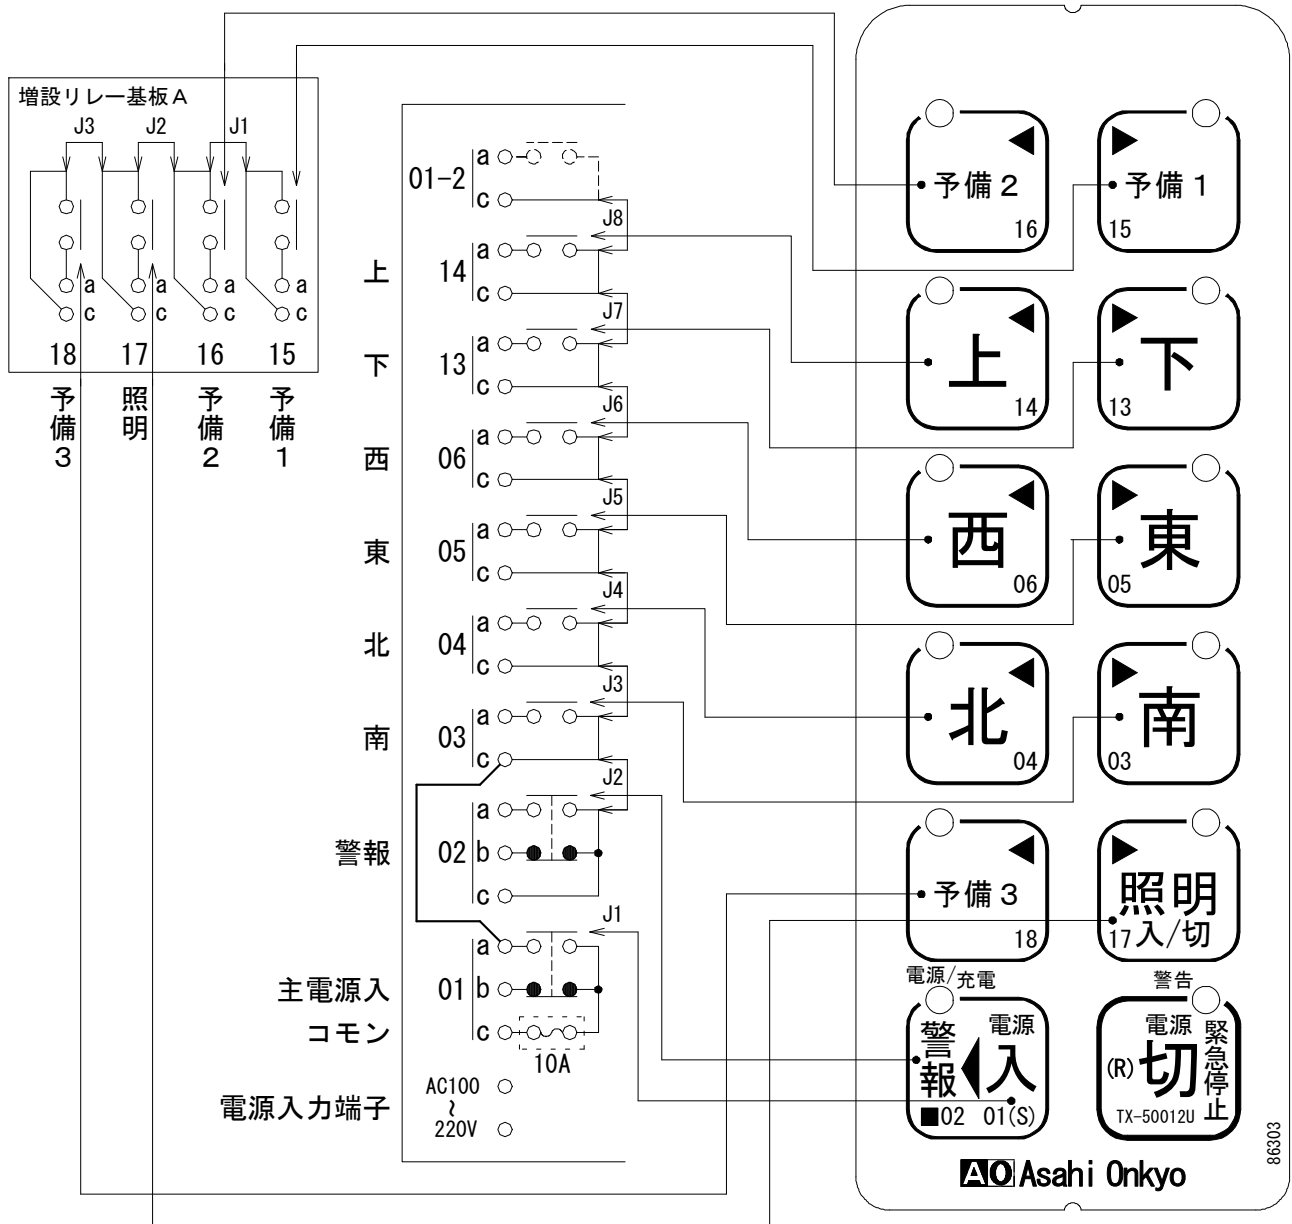 増設リレー基板A
J3 J2 J1
a a a a
c c c c
18 17 16 15
予備3
照明
予備2
予備1
01-2 a
c
J8
上 14 a
c
J7
下 13 a
c
J6
西 06 a
c
J5
東 05 a
c
J4
北 04 a
c
J3
南 03 a
c
J2
警報 02 a
b
c
J1
主電源入 01 a
b
コモン c
10A
電源入力端子 AC100
~
220V
予備2
16
予備1
15
上
14
下
13
西
06
東
05
北
04
南
03
予備3
18
照明
17入/切
電源/充電
警報
電源
入
■02 01(S)
警告
電源
(R)切
緊急停止
TX-50012U
86303
AO Asahi Onkyo